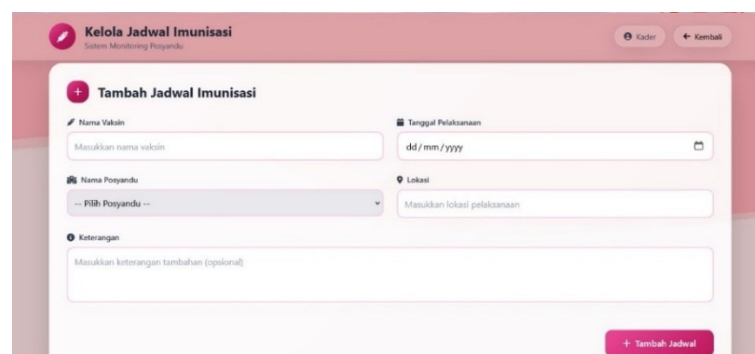 Kelola Jadwal Imunisasi
Sistem Monitoring Posyandu
Kader
← Kembali
+ Tambah Jadwal Imunisasi
Nama Vaksin
Tanggal Pelaksanaan
Masukkan nama vaksin
dd/mm/yyyy
Nama Posyandu
Lokasi
-- Pilih Posyandu --
Masukkan lokasi pelaksanaan
Keterangan
Masukkan keterangan tambahan (opsional)
+ Tambah Jadwal